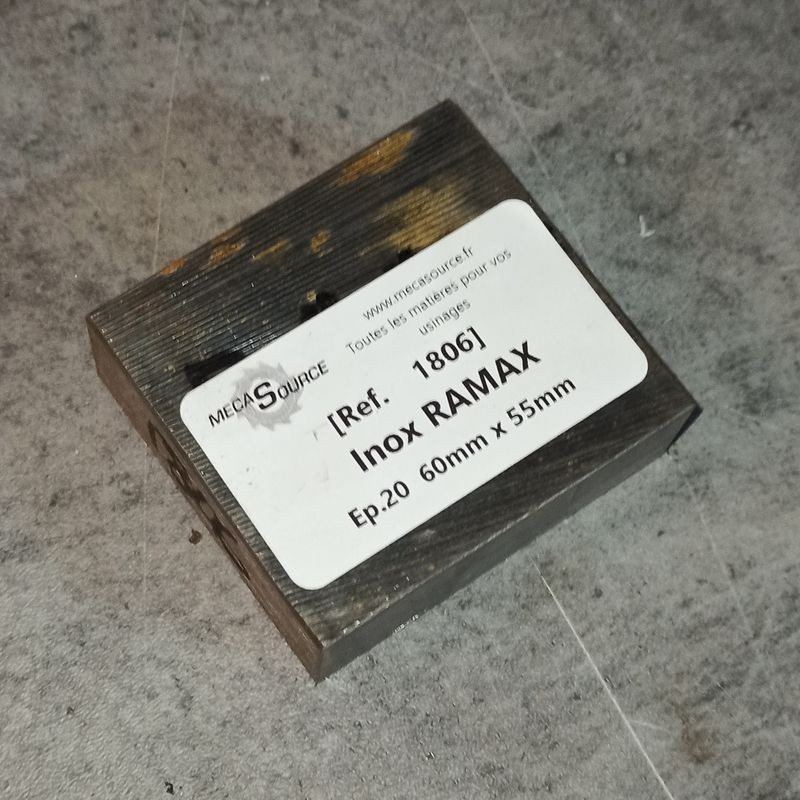 www.mecasource.fr
Toutes les matières pour vos
usinages
MECASOURCE
[Ref. 1806]
Inox RAMAX
Ep.20 60mm x 55mm